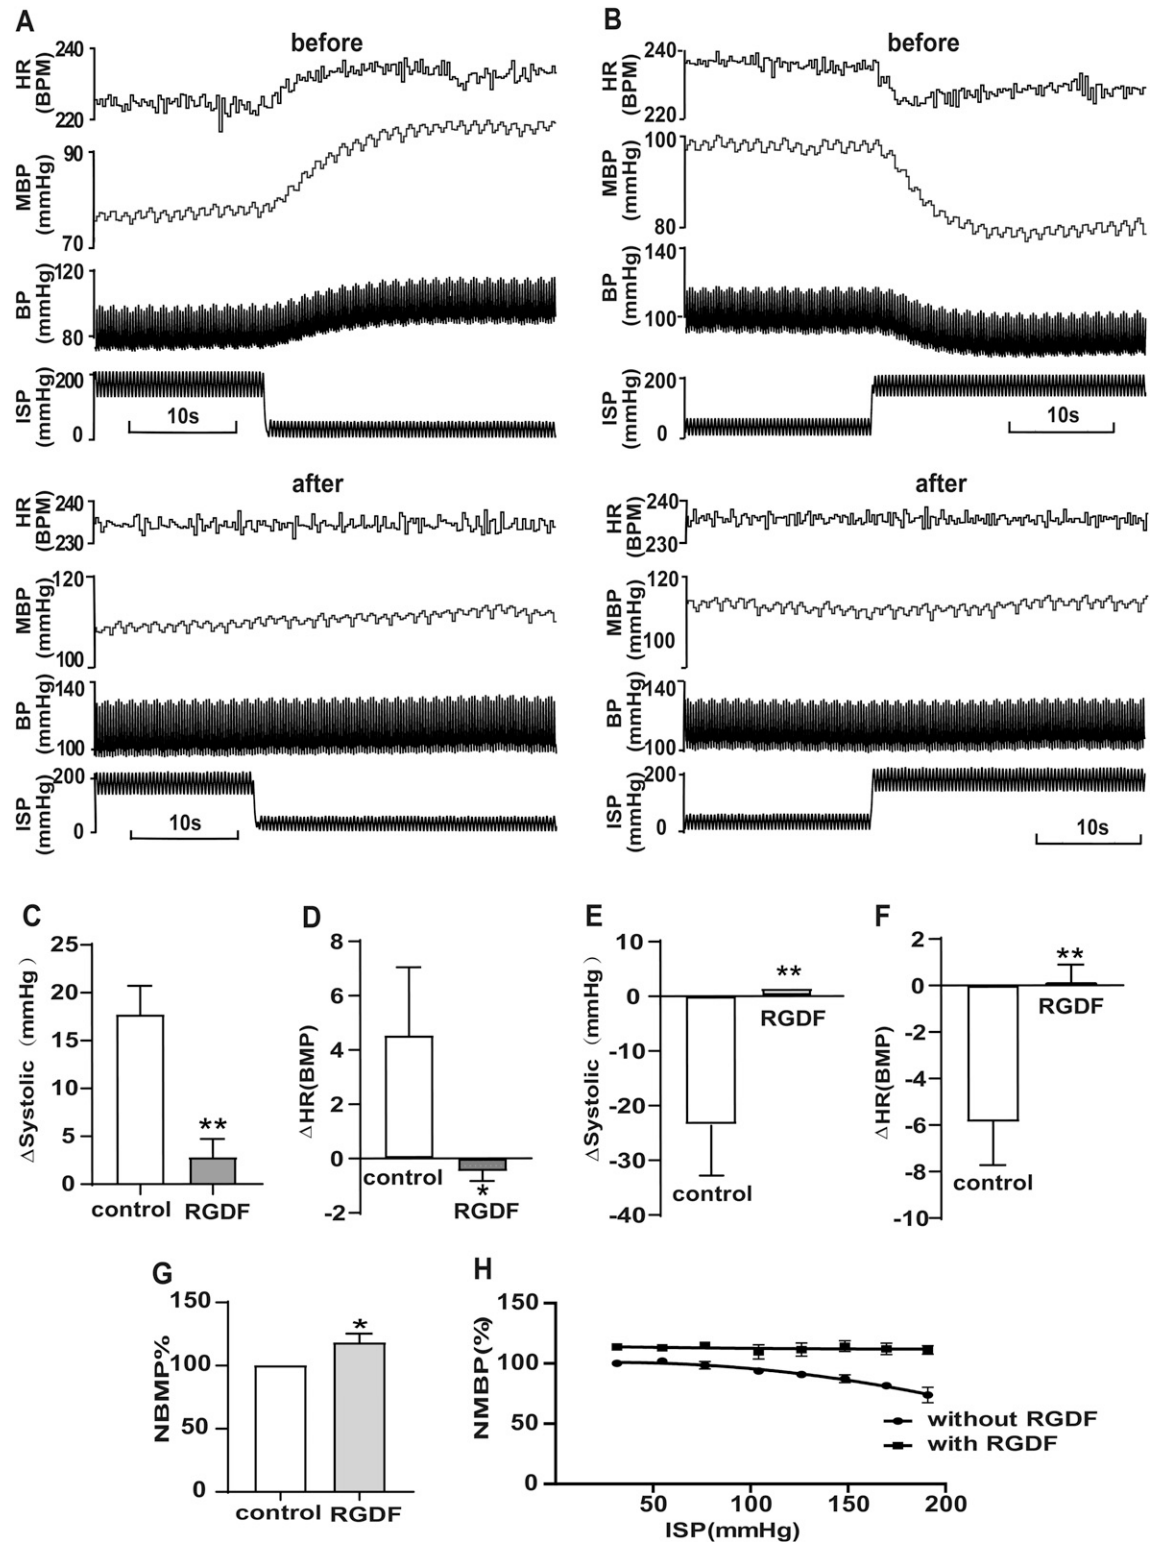 A
before
HR
(BPM)
240
220
MBP
(mmHg)
90
70
BP
(mmHg)
120
80
ISP
(mmHg)
200
0
10s
after
HR
(BPM)
240
230
MBP
(mmHg)
120
100
BP
(mmHg)
140
100
ISP
(mmHg)
200
0
10s
B
before
HR
(BPM)
240
220
MBP
(mmHg)
100
80
BP
(mmHg)
140
100
ISP
(mmHg)
200
0
10s
after
HR
(BPM)
240
230
MBP
(mmHg)
120
100
BP
(mmHg)
140
100
ISP
(mmHg)
200
0
10s
C
△Systolic（mmHg）
25
20
15
10
5
0
**
control RGDF
D
△HR(BMP)
8
6
4
2
0
-2
control
*
RGDF
E
△Systolic（mmHg）
10
0
-10
-20
-30
-40
**
RGDF
control
F
△HR(BMP)
2
0
-2
-4
-6
-8
-10
**
RGDF
control
G
NBMP%
150
100
50
0
*
control RGDF
H
NMBP(%)
150
100
50
0
without RGDF
with RGDF
50 100 150 200
ISP(mmHg)